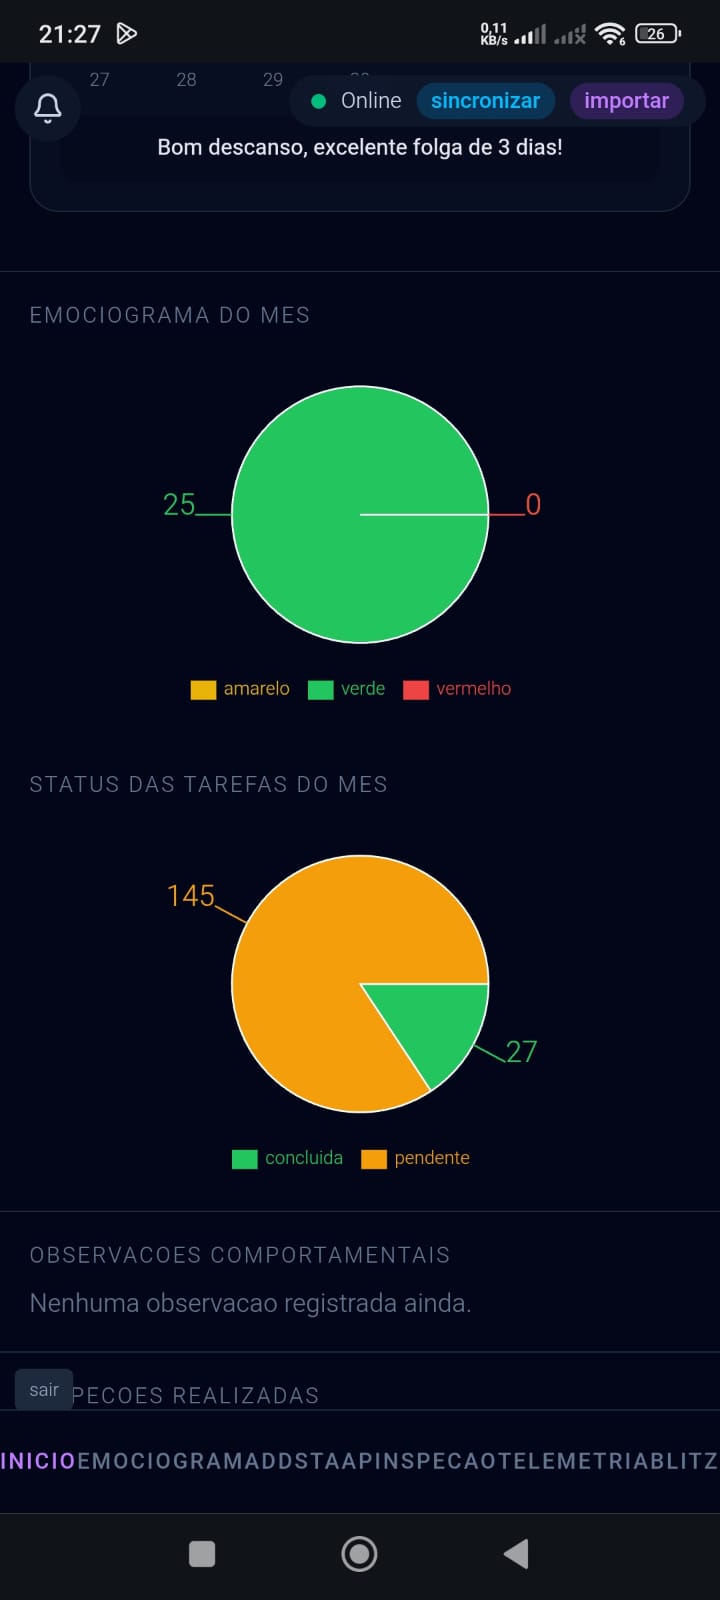 21:27 0,11 KB/s 6 26
27 28 29
Online sincronizar importar
Bom descanso, excelente folga de 3 dias!
EMOCIOGRAMA DO MES
25 0
amarelo verde vermelho
STATUS DAS TAREFAS DO MES
145
27
concluida pendente
OBSERVACOES COMPORTAMENTAIS
Nenhuma observacao registrada ainda.
sair PECOES REALIZADAS
INICIOEMOCIOGRAMADDSTAAPINSPECAOTELEMETRIABLITZ